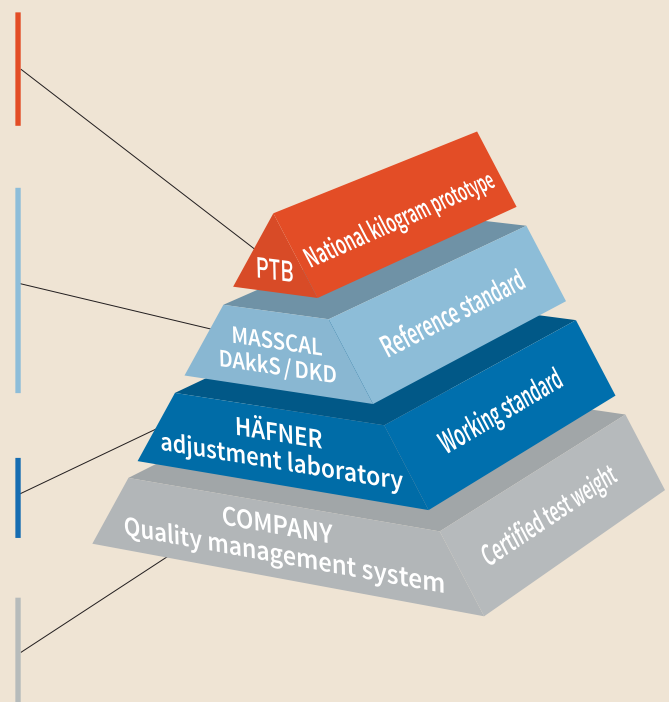 PTB
National kilogram prototype
MASSCAL
DAkkS / DKD
Reference standard
HÄFNER
adjustment laboratory
Working standard
COMPANY
Quality management system
Certified test weight